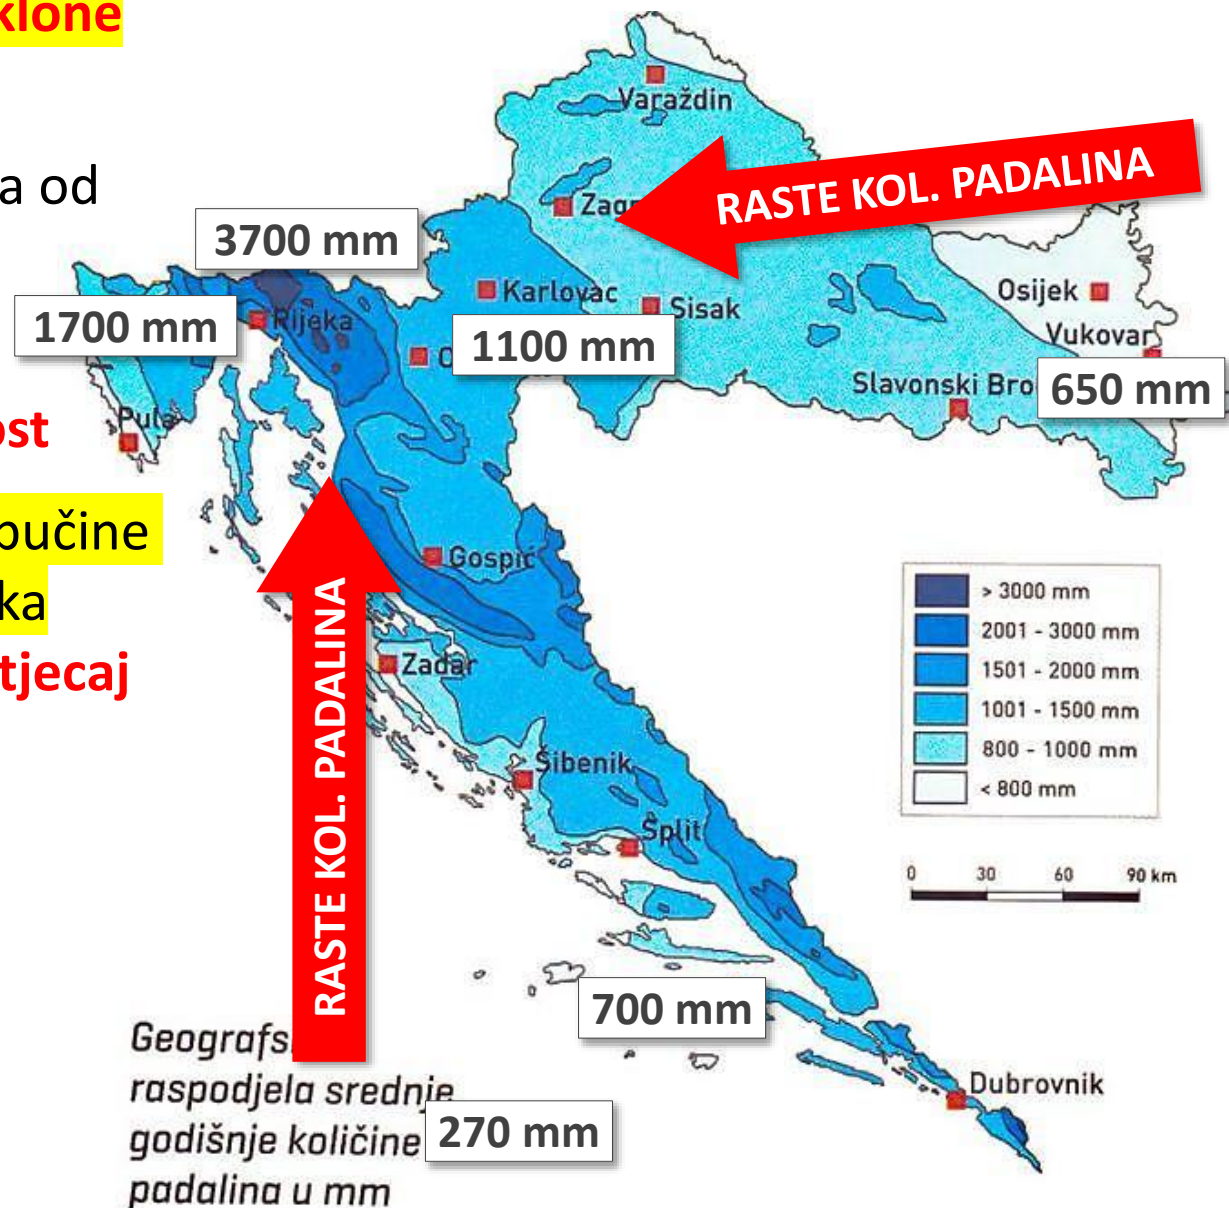 klone
a od
ost
pučine
ka
tjecaj
Varaždin
RASTE KOL. PADALINA
Zagr
3700 mm
Karlovac
Sisak
Osijek
Vukovar
1700 mm
Rijeka
O
1100 mm
Slavonski Bro
650 mm
Pula
Gospić
RASTE KOL. PADALINA
Zadar
Šibenik
Split
700 mm
Dubrovnik
> 3000 mm
2001 - 3000 mm
1501 - 2000 mm
1001 - 1500 mm
800 - 1000 mm
< 800 mm
0 30 60 90 km
Geografs
raspodjela srednje
godišnje količine
padalina u mm
270 mm